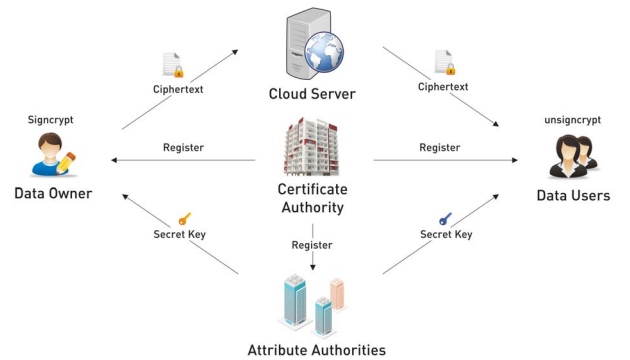 Ciphertext
Cloud Server
Ciphertext
Signcrypt
Data Owner
Register
Certificate
Authority
Register
unsigncrypt
Data Users
Secret Key
Register
Secret Key
Attribute Authorities